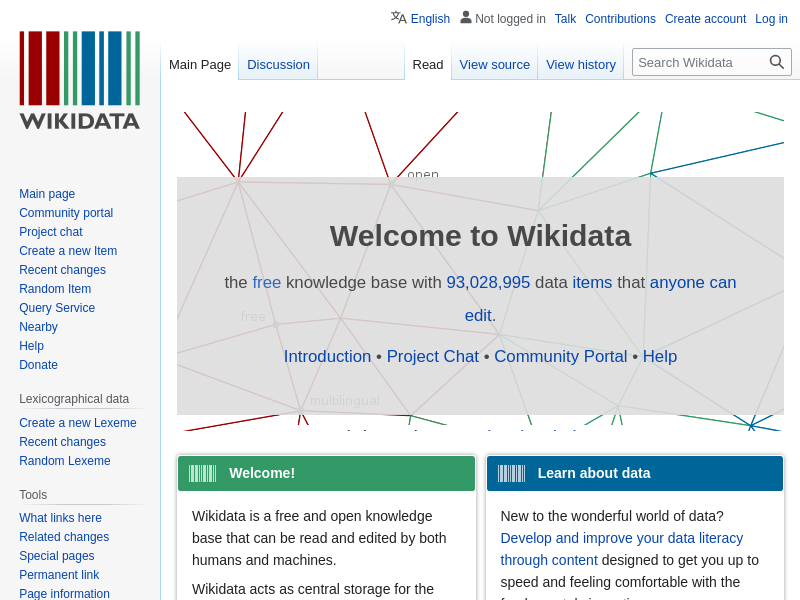 English Not logged in Talk Contributions Create account Log in
Main Page Discussion Read View source View history Search Wikidata
WIKIDATA
Main page
Community portal
Project chat
Create a new Item
Recent changes
Random Item
Query Service
Nearby
Help
Donate
Lexicographical data
Create a new Lexeme
Recent changes
Random Lexeme
Tools
What links here
Related changes
Special pages
Permanent link
Page information
open
Welcome to Wikidata
the free knowledge base with 93,028,995 data items that anyone can
edit.
free
Introduction • Project Chat • Community Portal • Help
multilingual
Welcome!
Wikidata is a free and open knowledge
base that can be read and edited by both
humans and machines.
Wikidata acts as central storage for the
Learn about data
New to the wonderful world of data?
Develop and improve your data literacy
through content designed to get you up to
speed and feeling comfortable with the